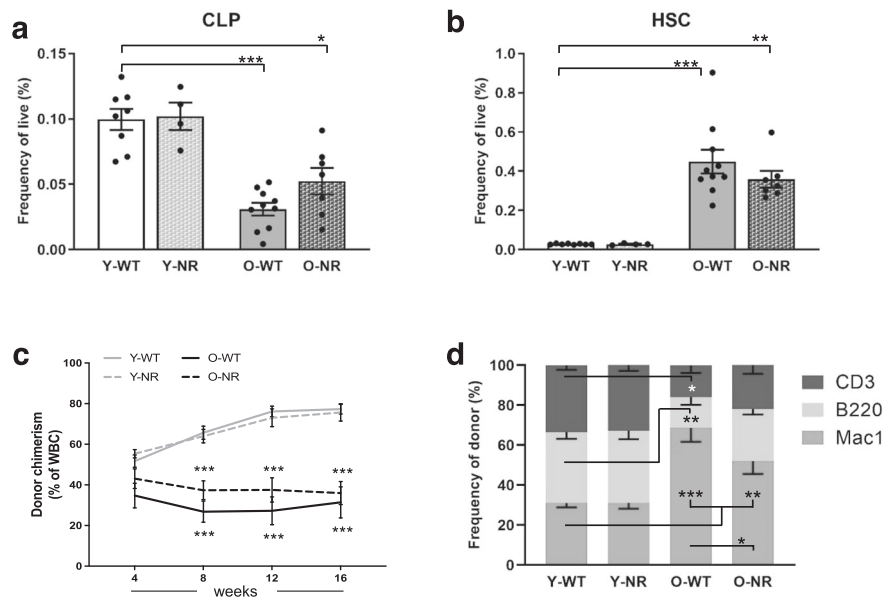 a
CLP
Frequency of live (%)
0.15
0.10
0.05
0.00
***
*
Y-WT Y-NR O-WT O-NR
b
HSC
Frequency of live (%)
1.0
0.8
0.6
0.4
0.2
0.0
***
**
Y-WT Y-NR O-WT O-NR
c
Y-WT O-WT
Y-NR O-NR
Donor chimerism
(% of WBC)
100
80
60
40
20
0
*** *** ***
*** *** ***
4 8 12 16
weeks
d
Frequency of donor (%)
100
80
60
40
20
0
*
**
*** **
*
Y-WT Y-NR O-WT O-NR
CD3
B220
Mac1